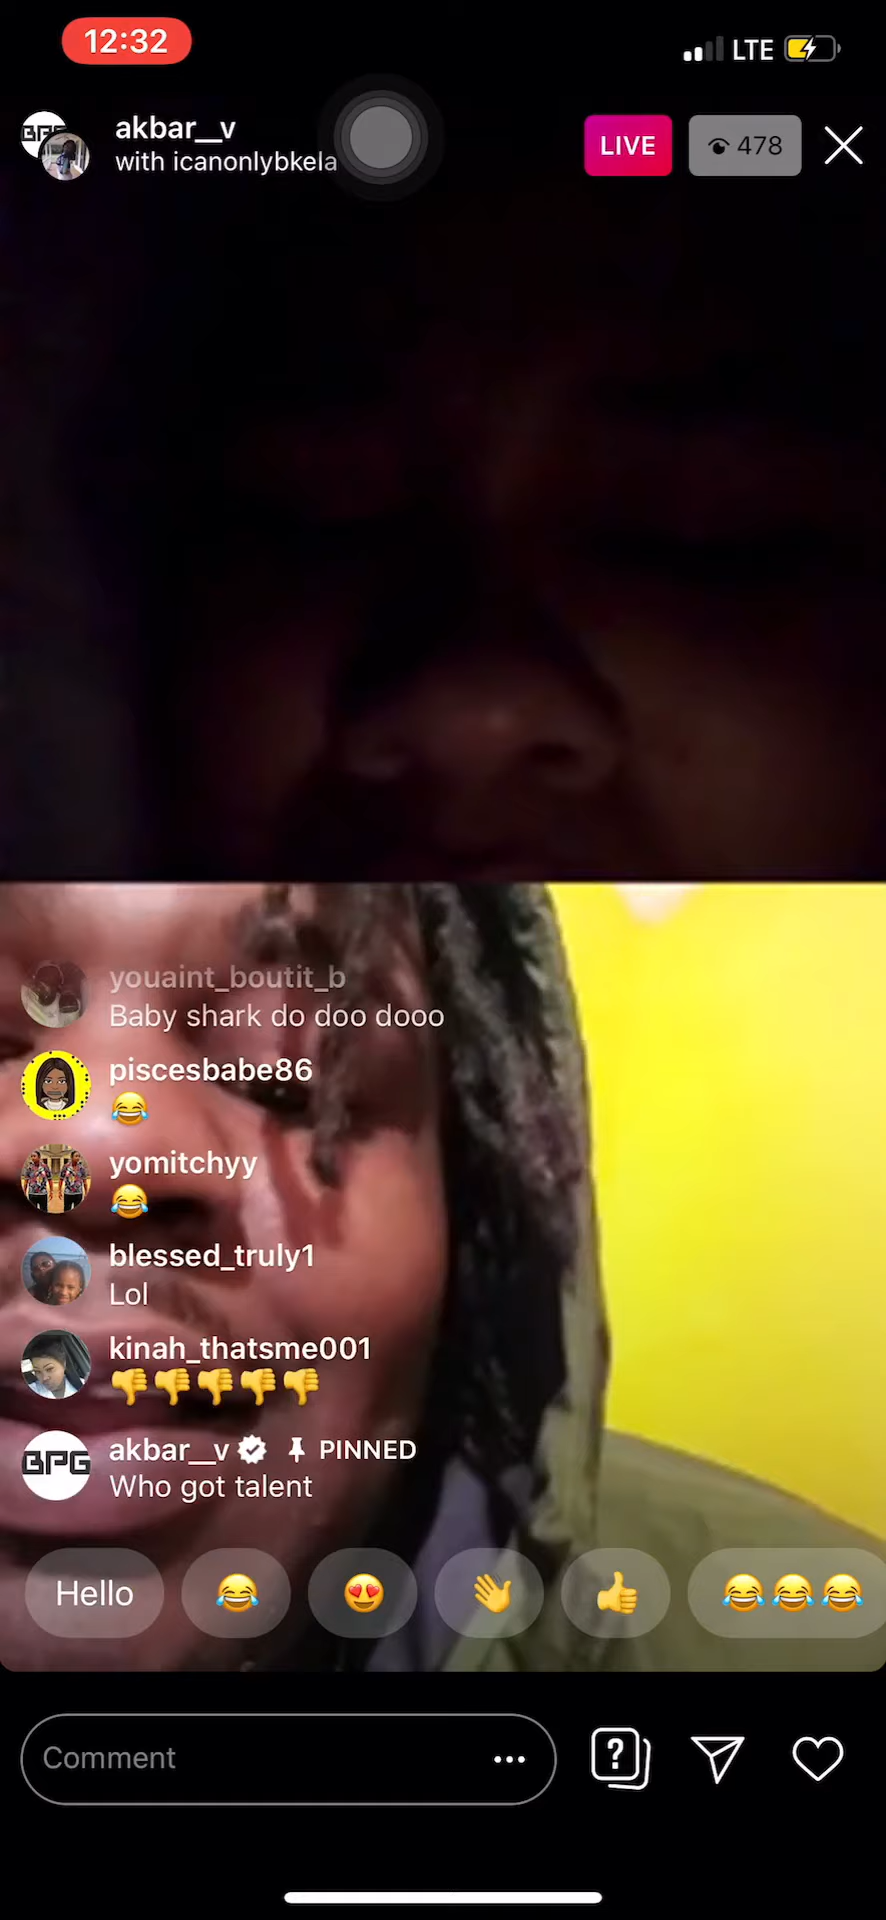 12:32
LTE
akbar__v
with icanonlybkela
LIVE
478
youaint_boutit_b
Baby shark do doo dooo
piscesbabe86
😂
yomitchyy
😂
blessed_truly1
Lol
kinah_thatsme001
👎👎👎👎👎
BPG
akbar__v PINNED
Who got talent
Hello 😂 😍 👋 👍 😂😂😂
Comment